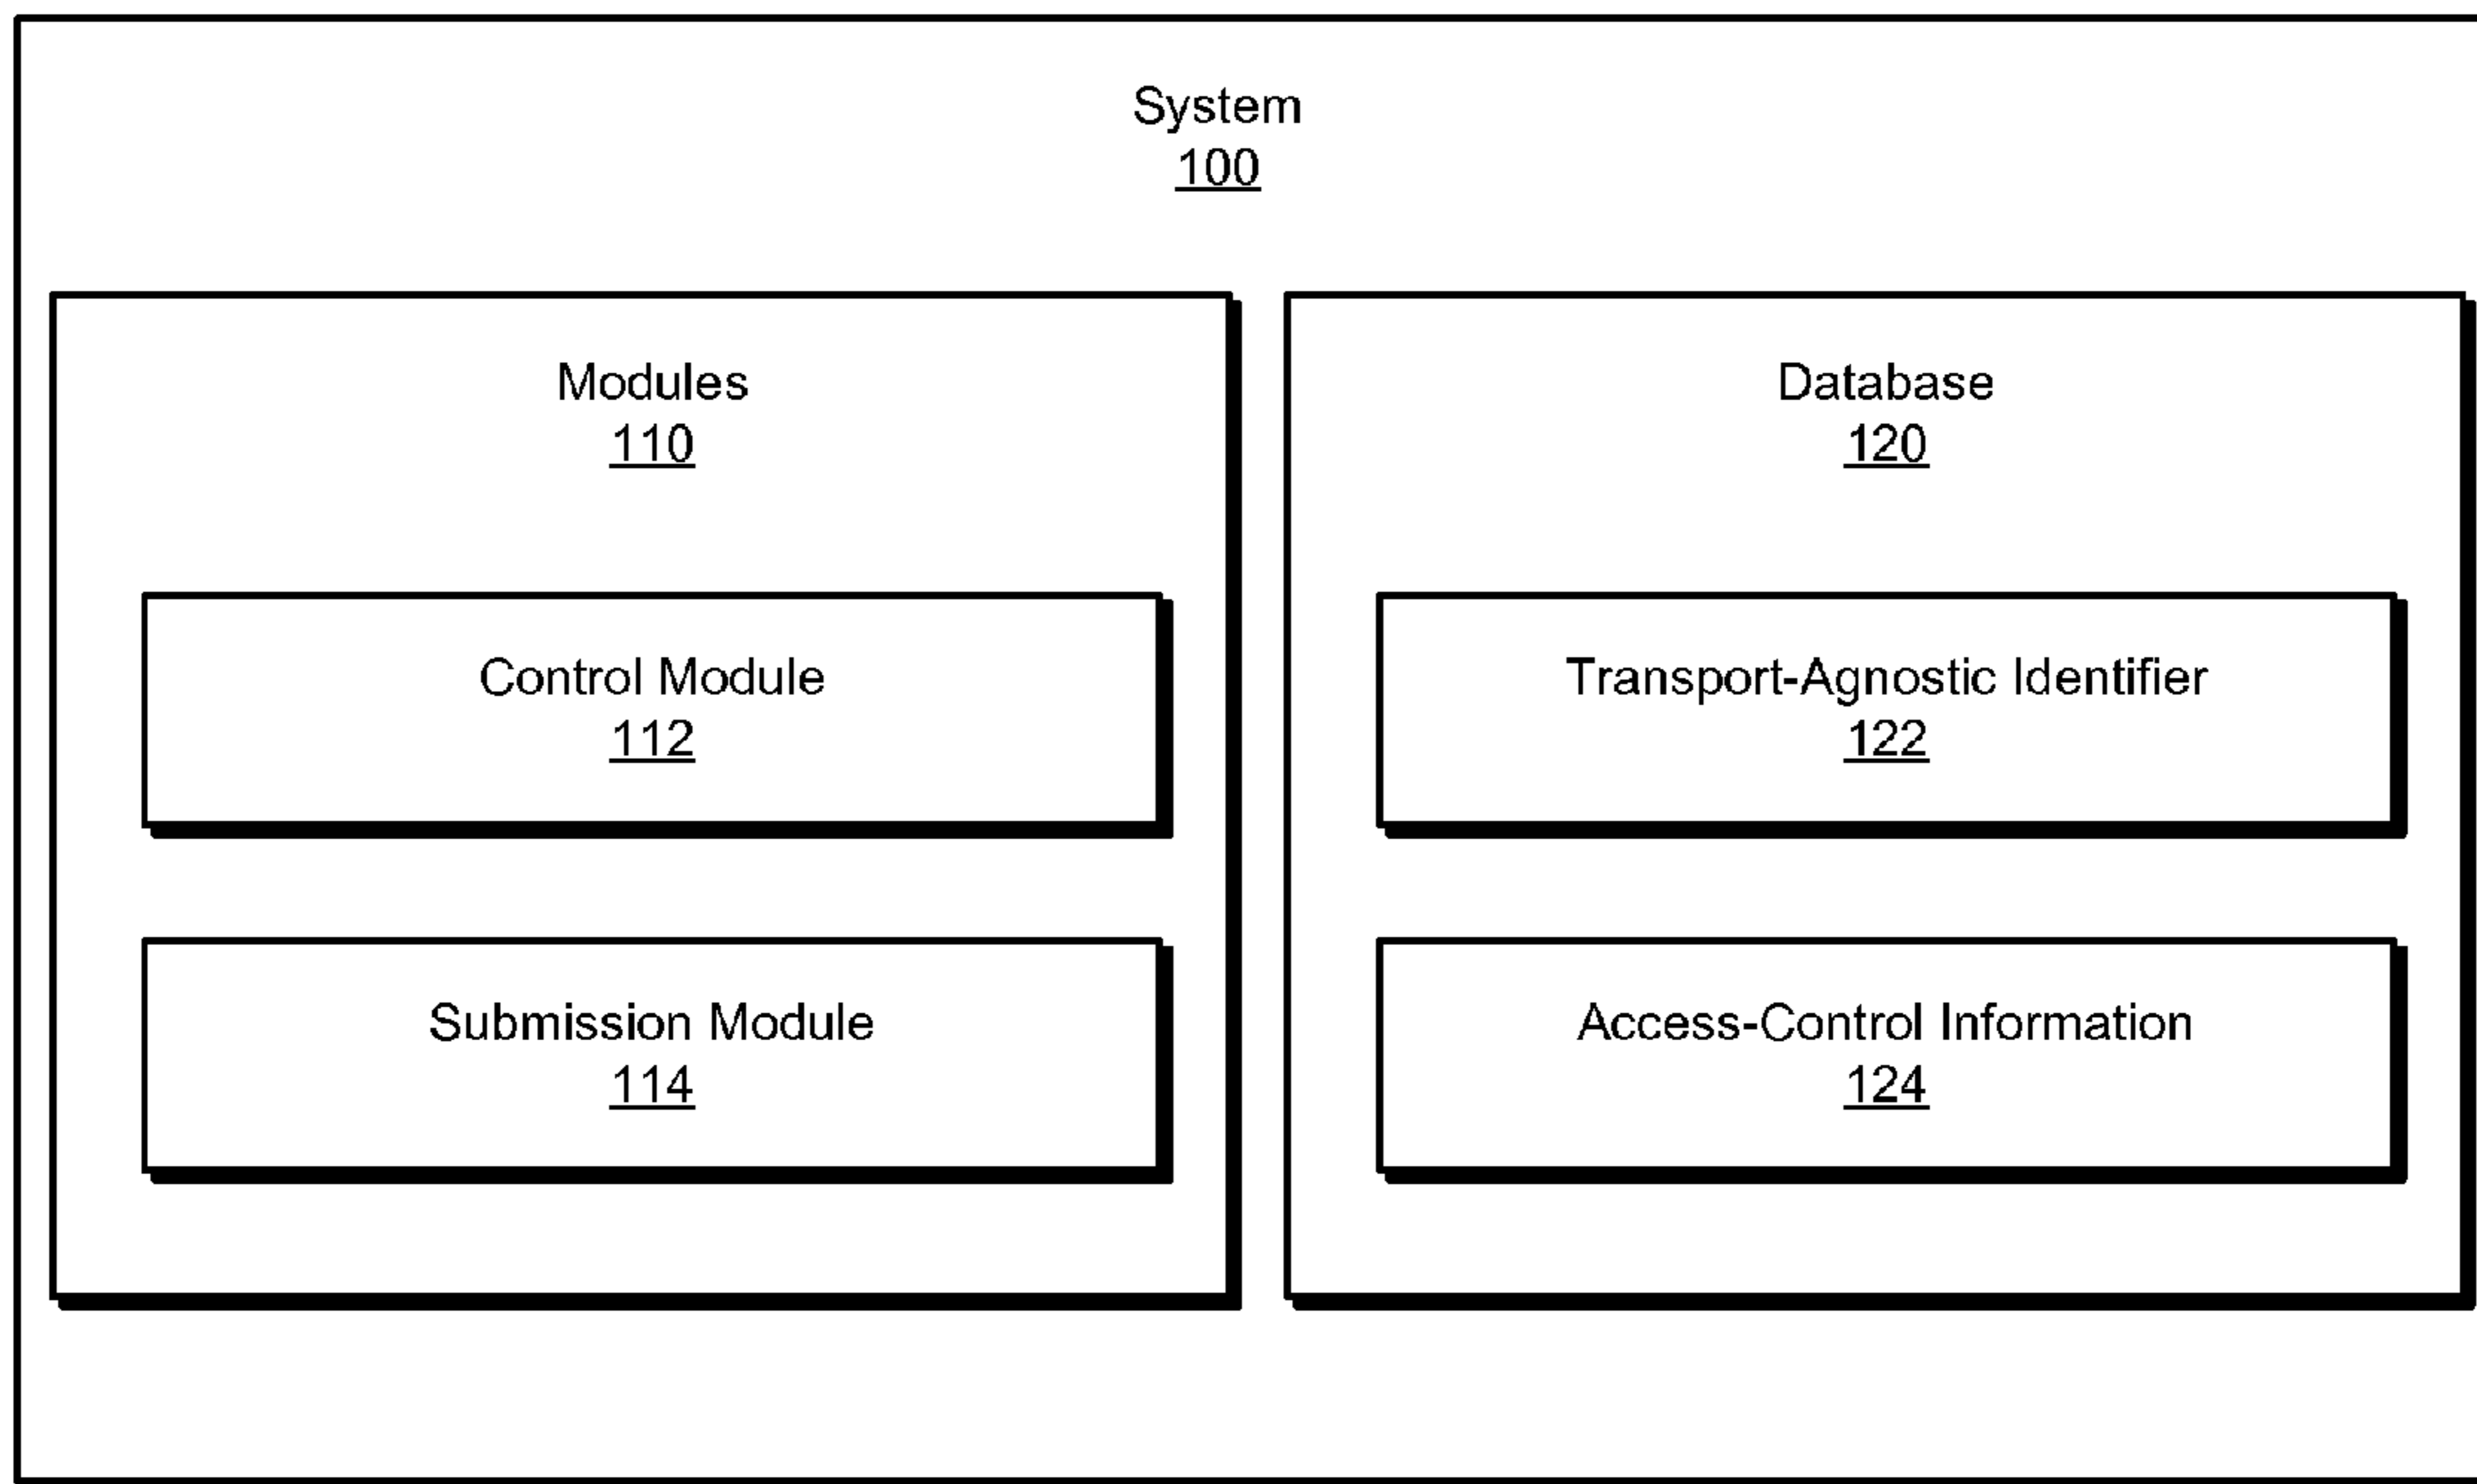 System
100
Modules
110
Control Module
112
Submission Module
114
Database
120
Transport-Agnostic Identifier
122
Access-Control Information
124